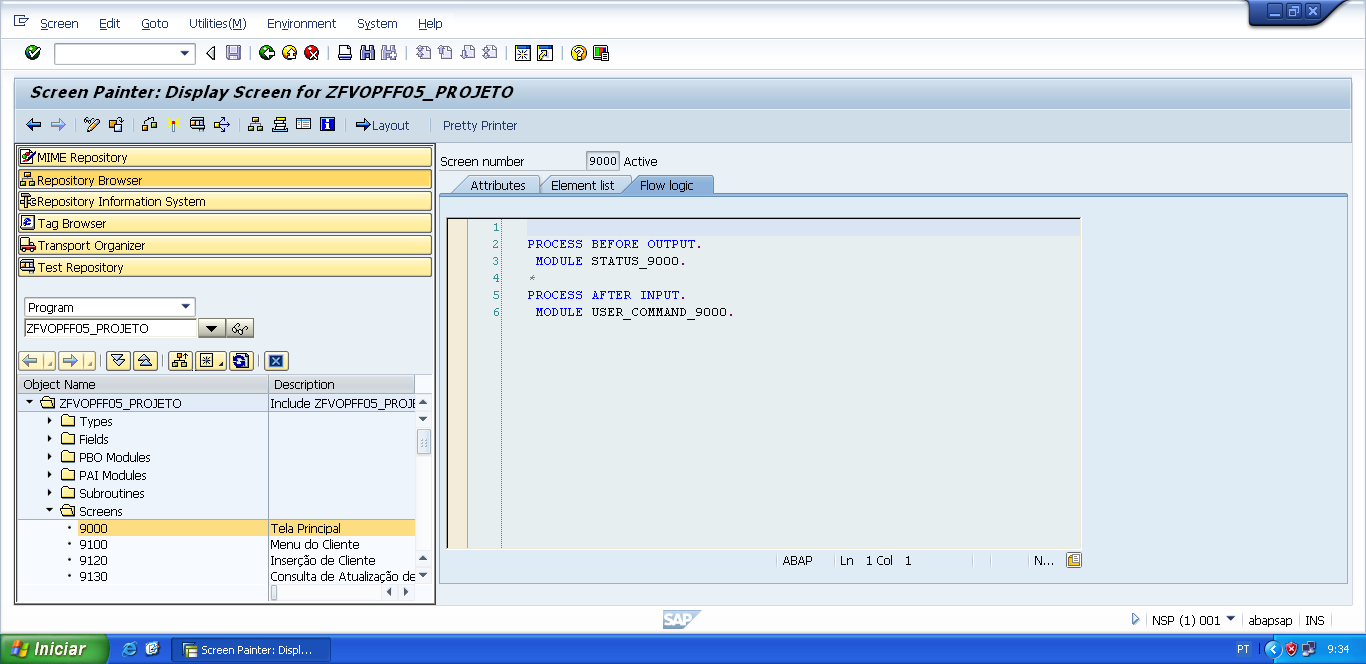 Screen Edit Goto Utilities(M) Environment System Help
Screen Painter: Display Screen for ZFVOPFF05_PROJETO
Layout Pretty Printer
MIME Repository
Repository Browser
Repository Information System
Tag Browser
Transport Organizer
Test Repository
Program
ZFVOPFF05_PROJETO
Object Name Description
ZFVOPFF05_PROJETO Include ZFVOPFF05_PROJE
Types
Fields
PBO Modules
PAI Modules
Subroutines
Screens
9000 Tela Principal
9100 Menu do Cliente
9120 Inserção de Cliente
9130 Consulta de Atualização de
Screen number 9000 Active
Attributes Element list Flow logic
1
2 PROCESS BEFORE OUTPUT.
3 MODULE STATUS_9000.
4 *
5 PROCESS AFTER INPUT.
6 MODULE USER_COMMAND_9000.
ABAP Ln 1 Col 1 N...
SAP
NSP (1) 001 abapsap INS
Iniciar Screen Painter: Displ... PT 9:34